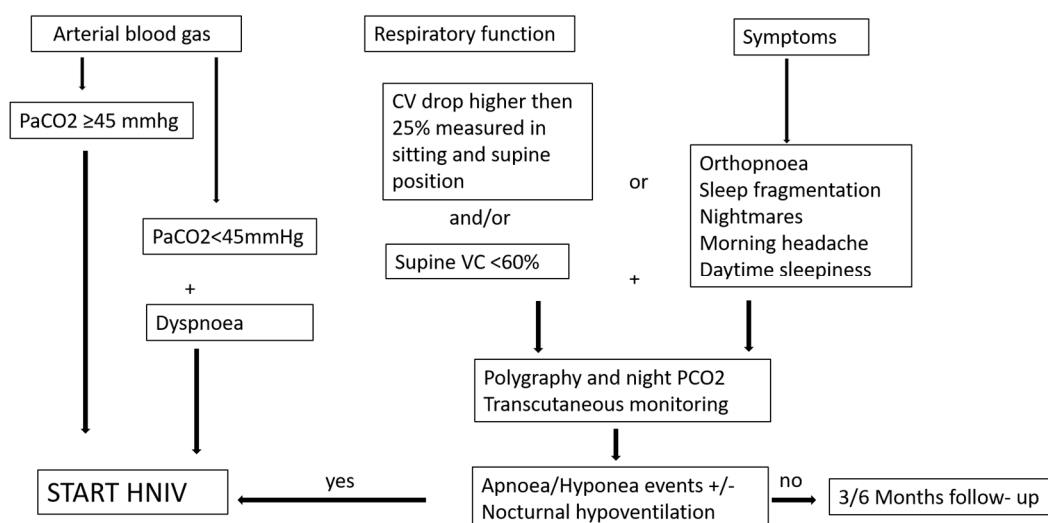 Arterial blood gas
Respiratory function
Symptoms
PaCO2 ≥45 mmhg
CV drop higher then
25% measured in
sitting and supine
position
or
Orthopnoea
Sleep fragmentation
Nightmares
Morning headache
Daytime sleepiness
and/or
PaCO2<45mmHg
Supine VC <60%
+
+
Dyspnoea
Polygraphy and night PCO2
Transcutaneous monitoring
START HNIV
yes
Apnoea/Hyponea events +/-
Nocturnal hypoventilation
no
3/6 Months follow- up